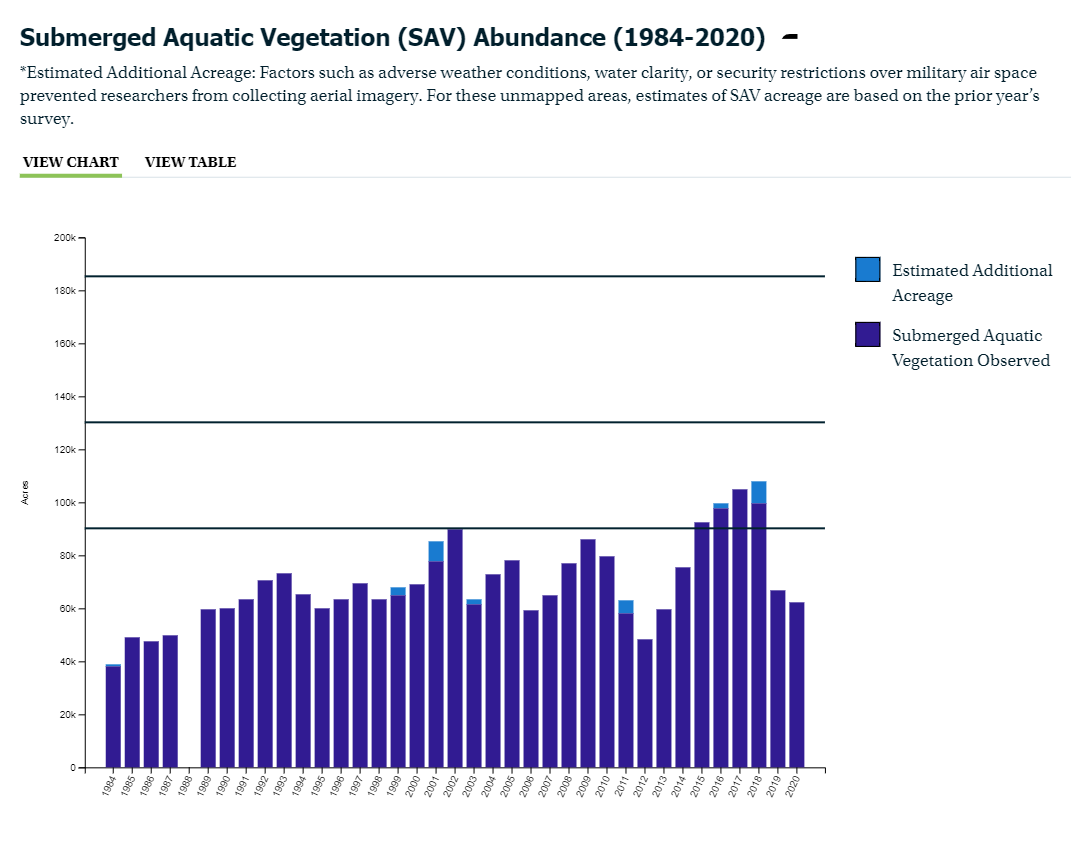 Submerged Aquatic Vegetation (SAV) Abundance (1984-2020)
*Estimated Additional Acreage: Factors such as adverse weather conditions, water clarity, or security restrictions over military air space
prevented researchers from collecting aerial imagery. For these unmapped areas, estimates of SAV acreage are based on the prior year’s
survey.
VIEW CHART VIEW TABLE
200k
180k
160k
140k
120k
100k
80k
60k
40k
20k
0
Acres
1984 1985 1986 1987 1988 1989 1990 1991 1992 1993 1994 1995 1996 1997 1998 1999 2000 2001 2002 2003 2004 2005 2006 2007 2008 2009 2010 2011 2012 2013 2014 2015 2016 2017 2018 2019 2020
Estimated Additional
Acreage
Submerged Aquatic
Vegetation Observed